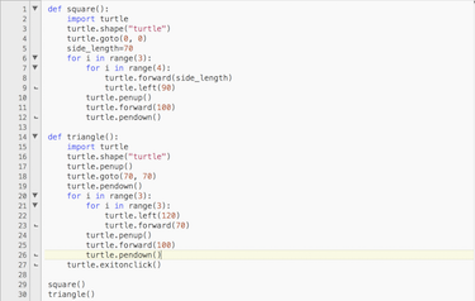 1 def square():
2     import turtle
3     turtle.shape("turtle")
4     turtle.goto(0, 0)
5     side_length=70
6     for i in range(3):
7         for i in range(4):
8             turtle.forward(side_length)
9             turtle.left(90)
10         turtle.penup()
11         turtle.forward(100)
12         turtle.pendown()
13
14 def triangle():
15     import turtle
16     turtle.shape("turtle")
17     turtle.penup()
18     turtle.goto(70, 70)
19     turtle.pendown()
20     for i in range(3):
21         for i in range(3):
22             turtle.left(120)
23             turtle.forward(70)
24         turtle.penup()
25         turtle.forward(100)
26         turtle.pendown()
27     turtle.exitonclick()
28
29 square()
30 triangle()